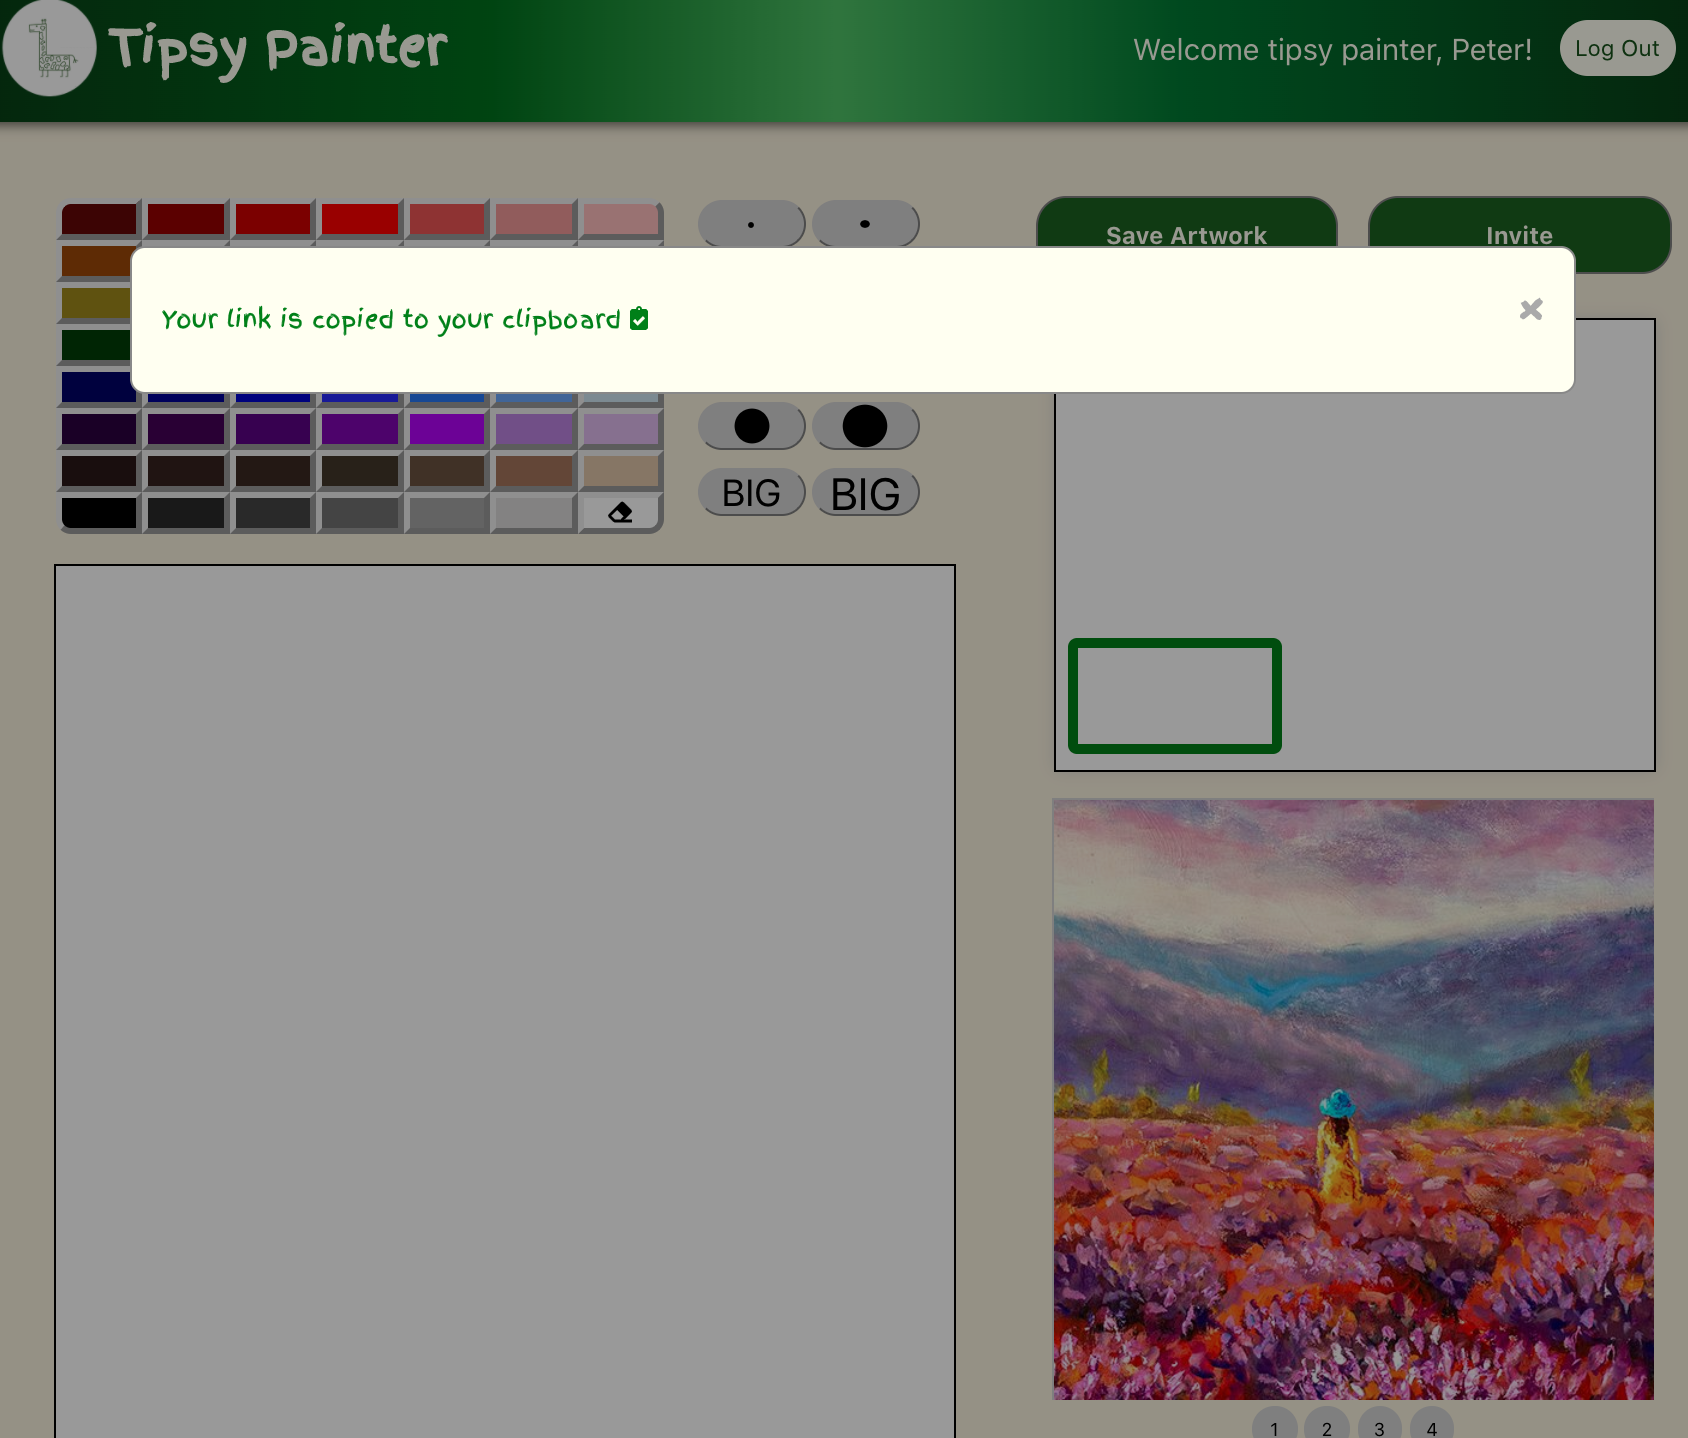 Tipsy Painter
Welcome tipsy painter, Peter!
Log Out
Save Artwork
Invite
Your link is copied to your clipboard
BIG
BIG
1
2
3
4